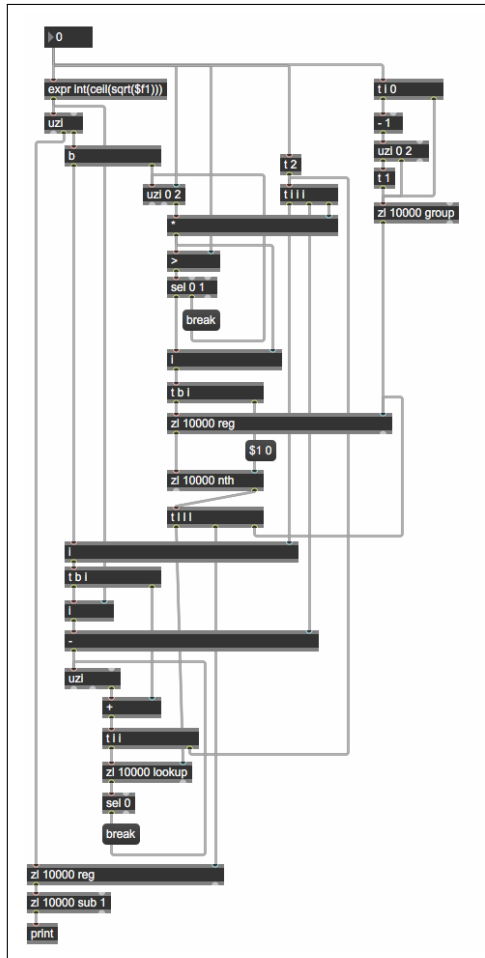 0
expr int(ceil(sqrt($f1)))
t i 0
uzi
- 1
b
uzi 0 2
t 2
t 1
uzi 0 2
t i i i
zl 10000 group
*
>
sel 0 1
break
i
t b i
zl 10000 reg
$1 0
zl 10000 nth
t l l l
i
t b i
i
-
uzi
+
t i i
zl 10000 lookup
sel 0
break
zl 10000 reg
zl 10000 sub 1
print